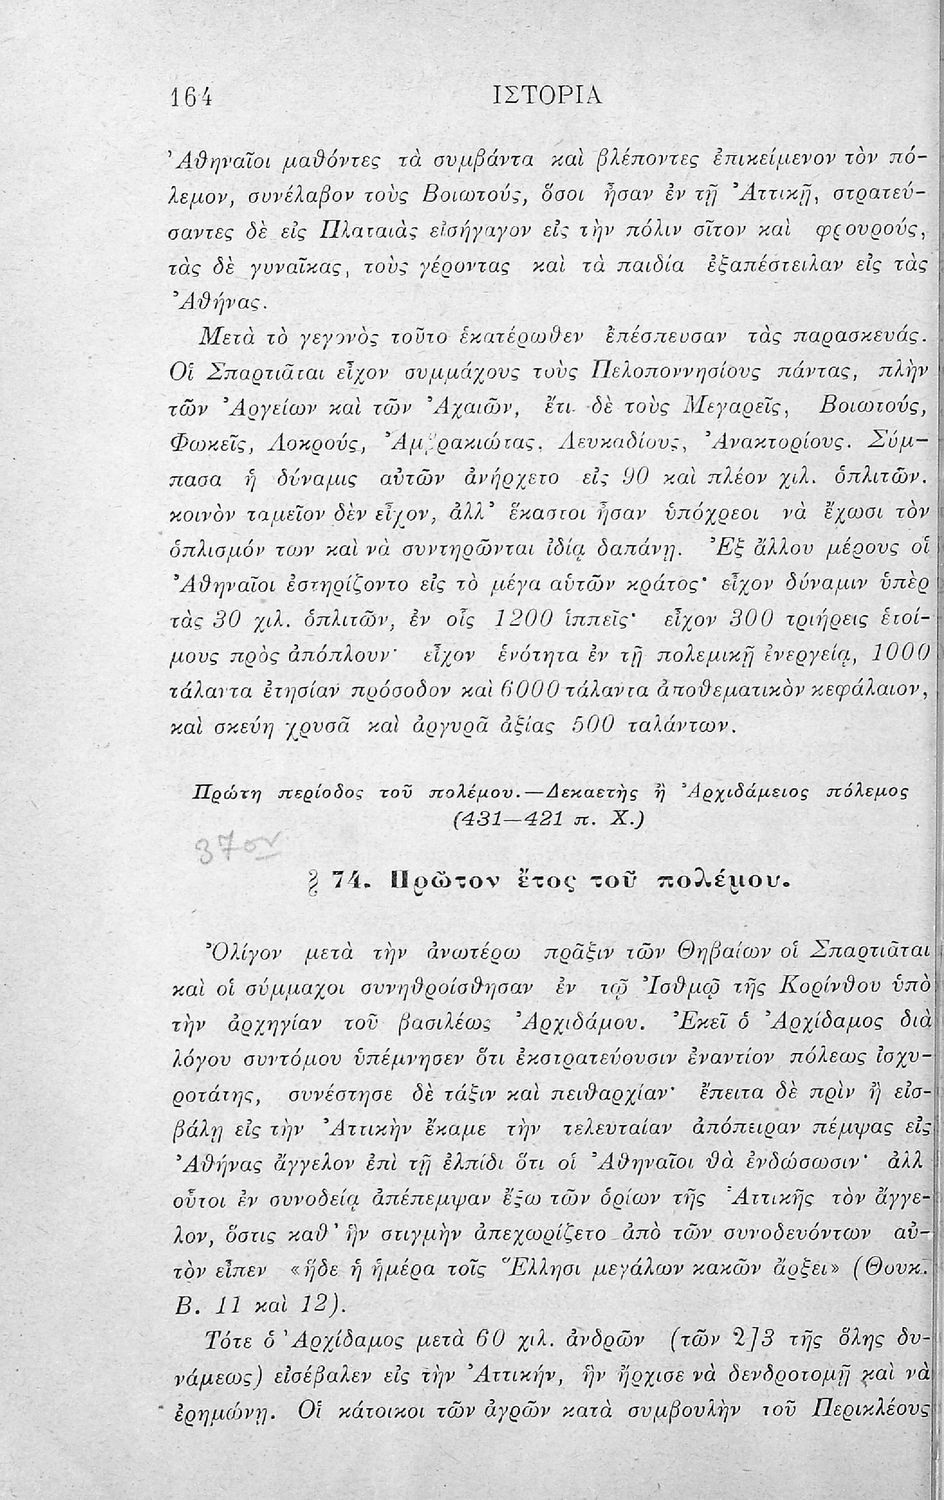 164 ΙΣΤΟΡΙΑ
Ἀθηναῖοι μαθόντες τὰ συμβάντα καὶ βλέποντες ἐπικείμενον τὸν πό-
λεμον, συνέλαβον τοὺς Βοιωτούς, ὅσοι ἦσαν ἐν τῇ Ἀττικῇ, στρατεύ-
σαντες δὲ εἰς Πλαταιὰς εἰσήγαγον εἰς τὴν πόλιν σῖτον καὶ φρουρούς,
τὰς δὲ γυναῖκας, τοὺς γέροντας καὶ τὰ παιδία ἐξαπέστειλαν εἰς τὰς
Ἀθήνας.
Μετὰ τὸ γεγονὸς τοῦτο ἑκατέρωθεν ἐπέσπευσαν τὰς παρασκευάς.
Οἱ Σπαρτιᾶται εἶχον συμμάχους τοὺς Πελοποννησίους πάντας, πλὴν
τῶν Ἀργείων καὶ τῶν Ἀχαιῶν, ἔτι δὲ τοὺς Μεγαρεῖς, Βοιωτούς,
Φωκεῖς, Λοκρούς, Ἀμβρακιώτας, Λευκαδίους, Ἀνακτορίους. Σύμ-
πασα ἡ δύναμις αὐτῶν ἀνήρχετο εἰς 90 καὶ πλέον χιλ. ὁπλιτῶν.
κοινὸν ταμεῖον δὲν εἶχον, ἀλλ' ἕκαστοι ἦσαν ὑπόχρεοι νὰ ἔχωσι τὸν
ὁπλισμόν των καὶ νὰ συντηρῶνται ἰδίᾳ δαπάνῃ. Ἐξ ἄλλου μέρους οἱ
Ἀθηναῖοι ἐστηρίζοντο εἰς τὸ μέγα αὑτῶν κράτος· εἶχον δύναμιν ὑπὲρ
τὰς 30 χιλ. ὁπλιτῶν, ἐν οἷς 1200 ἱππεῖς· εἶχον 300 τριήρεις ἑτοί-
μους πρὸς ἀπόπλουν· εἶχον ἑνότητα ἐν τῇ πολεμικῇ ἐνεργείᾳ, 1000
τάλαντα ἐτησίαν πρόσοδον καὶ 6000 τάλαντα ἀποθεματικὸν κεφάλαιον,
καὶ σκεύη χρυσᾶ καὶ ἀργυρᾶ ἀξίας 500 ταλάντων.
Πρώτη περίοδος τοῦ πολέμου.—Δεκαετὴς ἢ Ἀρχιδάμειος πόλεμος
(431—421 π. Χ.)
37ον
§ 74. Πρῶτον ἔτος τοῦ πολέμου.
Ὀλίγον μετὰ τὴν ἀνωτέρω πρᾶξιν τῶν Θηβαίων οἱ Σπαρτιᾶται
καὶ οἱ σύμμαχοι συνηθροίσθησαν ἐν τῷ Ἰσθμῷ τῆς Κορίνθου ὑπὸ
τὴν ἀρχηγίαν τοῦ βασιλέως Ἀρχιδάμου. Ἐκεῖ ὁ Ἀρχίδαμος διὰ
λόγου συντόμου ὑπέμνησεν ὅτι ἐκστρατεύουσιν ἐναντίον πόλεως ἰσχυ-
ροτάτης, συνέστησε δὲ τάξιν καὶ πειθαρχίαν· ἔπειτα δὲ πρὶν ἢ εἰσ-
βάλῃ εἰς τὴν Ἀττικὴν ἔκαμε τὴν τελευταίαν ἀπόπειραν πέμψας εἰς
Ἀθήνας ἄγγελον ἐπὶ τῇ ἐλπίδι ὅτι οἱ Ἀθηναῖοι θὰ ἐνδώσωσιν· ἀλλ
οὗτοι ἐν συνοδείᾳ ἀπέπεμψαν ἔξω τῶν ὁρίων τῆς Ἀττικῆς τὸν ἄγγε-
λον, ὅστις καθ' ἣν στιγμὴν ἀπεχωρίζετο ἀπὸ τῶν συνοδευόντων αὐ-
τὸν εἶπεν «ἥδε ἡ ἡμέρα τοῖς Ἕλλησι μεγάλων κακῶν ἄρξει» (Θουκ.
Β. 11 καὶ 12).
Τότε ὁ Ἀρχίδαμος μετὰ 60 χιλ. ἀνδρῶν (τῶν 2]3 τῆς ὅλης δυ-
νάμεως) εἰσέβαλεν εἰς τὴν Ἀττικήν, ἣν ἤρχισε νὰ δενδροτομῇ καὶ νὰ
ἐρημώνῃ. Οἱ κάτοικοι τῶν ἀγρῶν κατὰ συμβουλὴν τοῦ Περικλέους